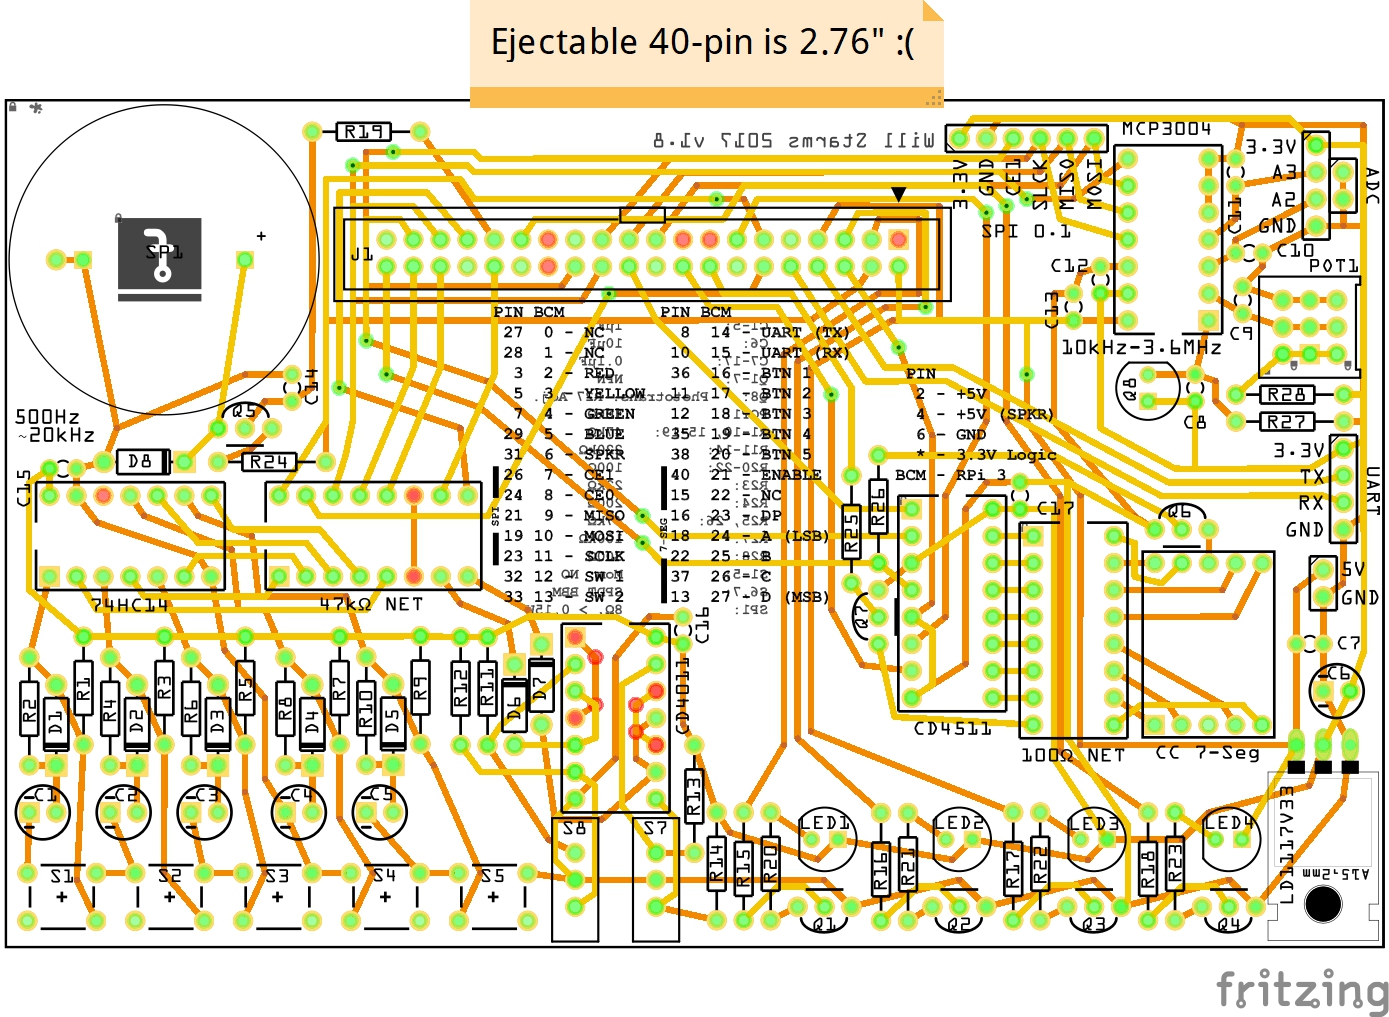 Ejectable 40-pin is 2.76" :(
R19
Will Starms 2017 v1.8
MCP3004
3.3V
GND
CE1
SLCK
MISO
MOSI
SPI 0.1
3.3V
A3
A2
GND
ADC
C11
C10
SP1
+
J1
C12
C13
POT1
C9
10kHz-3.6MHz
PIN BCM
27 0 - NC
28 1 - NC
3 2 - RED
5 3 - YELLOW
7 4 - GREEN
29 5 - BLUE
31 6 - SPKR
26 7 - CE1
24 8 - CE0
21 9 - MISO
19 10 - MOSI
23 11 - SCLK
32 12 - SW 1
33 13 - SW 2
SPI
PIN BCM
8 14 - UART (TX)
10 15 - UART (RX)
36 16 - BTN 1
11 17 - BTN 2
12 18 - BTN 3
35 19 - BTN 4
38 20 - BTN 5
40 21 - ENABLE
15 22 - NC
16 23 - DP
18 24 - A (LSB)
22 25 - B
37 26 - C
13 27 - D (MSB)
7-SEG
PIN
2 - +5V
4 - +5V (SPKR)
6 - GND
* - 3.3V Logic
BCM - RPi 3
C14
Q5
500Hz
~20kHz
D8
R24
C15
74HC14
47kΩ NET
Q8
C8
R28
R27
3.3V
TX
RX
GND
UART
R25
R26
C17
Q6
Q7
5V
GND
C7
C6
CD4511
100Ω NET
CC 7-Seg
C16
CD4011
R2
D1
R1
R4
D2
R3
R6
D3
R5
R8
D4
R7
R10
D5
R9
R12
R11
D6
D7
C1
C2
C3
C4
C5
R13
S8
S7
S1
S2
S3
S4
S5
R14
R15
R20
LED1
R16
R21
LED2
R17
R22
LED3
R18
R23
LED4
Q1
Q2
Q3
Q4
LD1117V33
A15,2mm
fritzing